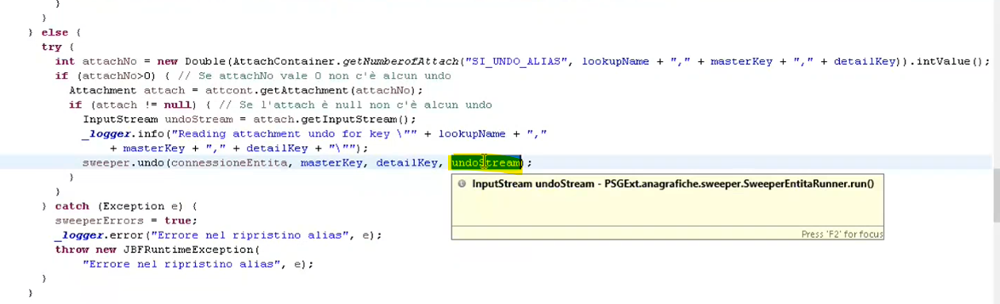 }
}
} else {
try {
int attachNo = new Double(AttachContainer.getNumberofAttach("SI_UNDO_ALIAS", lookupName + "," + masterKey + "," + detailKey)).intValue();
if (attachNo>0) { // Se attachNo vale 0 non c'è alcun undo
Attachment attach = attcont.getAttachment(attachNo);
if (attach != null) { // Se l'attach è null non c'è alcun undo
InputStream undoStream = attach.getInputStream();
_logger.info("Reading attachment undo for key \"" + lookupName + ","
+ masterKey + "," + detailKey + "\"");
sweeper.undo(connessioneEntita, masterKey, detailKey, undoStream);
}
InputStream undoStream - PSGExt.anagrafiche.sweeper.SweeperEntitaRunner.run()
}
} catch (Exception e) {
sweeperErrors = true;
_logger.error("Errore nel ripristino alias", e);
Press 'F2' for focus
throw new JBFRuntimeException(
"Errore nel ripristino alias", e);
}
}